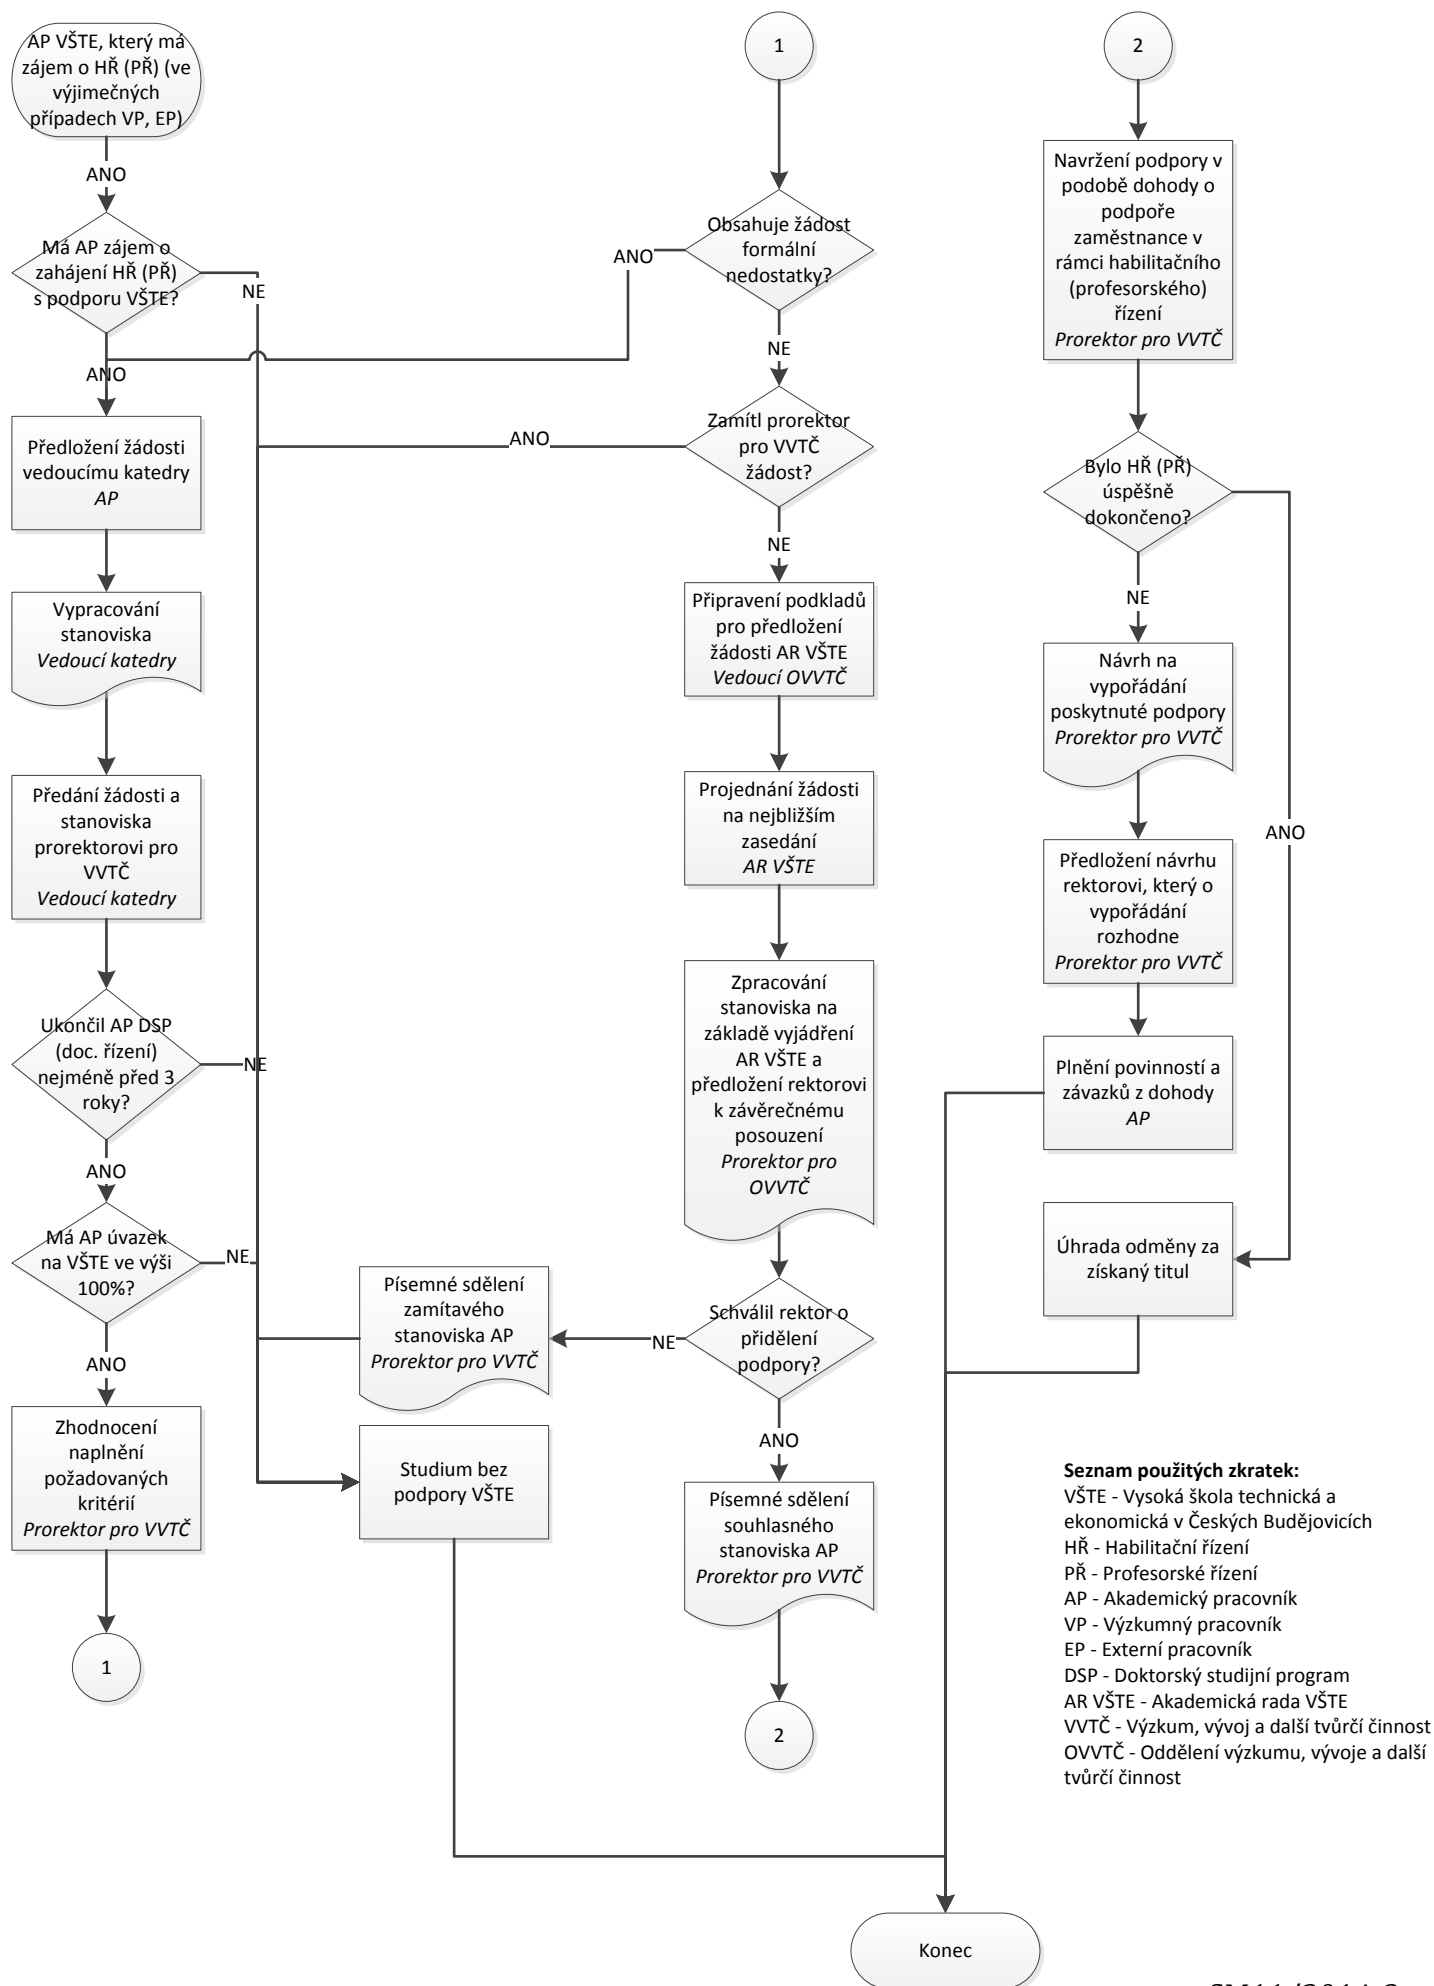 AP VŠTE, který má
zájem o HŘ (PŘ) (ve
výjimečných
případech VP, EP)
ANO
Má AP zájem o
zahájení HŘ (PŘ)
s podporu VŠTE?
NE
ANO
Předložení žádosti
vedoucímu katedry
AP
Vypracování
stanoviska
Vedoucí katedry
Předání žádosti a
stanoviska
prorektorovi pro
VVTČ
Vedoucí katedry
Ukončil AP DSP
(doc. řízení)
nejméně před 3
roky?
NE
ANO
Má AP úvazek
na VŠTE ve výši
100%?
NE
ANO
Zhodnocení
naplnění
požadovaných
kritérií
Prorektor pro VVTČ
1
1
Obsahuje žádost
formální
nedostatky?
ANO
NE
Zamítl prorektor
pro VVTČ
žádost?
ANO
NE
Připravení podkladů
pro předložení
žádosti AR VŠTE
Vedoucí OVVTČ
Projednání žádosti
na nejbližším
zasedání
AR VŠTE
Zpracování
stanoviska na
základě vyjádření
AR VŠTE a
předložení rektorovi
k závěrečnému
posouzení
Prorektor pro
OVVTČ
Schválil rektor o
přidělení
podpory?
NE
Písemné sdělení
zamítavého
stanoviska AP
Prorektor pro VVTČ
Studium bez
podpory VŠTE
ANO
Písemné sdělení
souhlasného
stanoviska AP
Prorektor pro VVTČ
2
2
Navržení podpory v
podobě dohody o
podpoře
zaměstnance v
rámci habilitačního
(profesorského)
řízení
Prorektor pro VVTČ
Bylo HŘ (PŘ)
úspěšně
dokončeno?
NE
ANO
Návrh na
vypořádání
poskytnuté podpory
Prorektor pro VVTČ
Předložení návrhu
rektorovi, který o
vypořádání
rozhodne
Prorektor pro VVTČ
Plnění povinností a
závazků z dohody
AP
Úhrada odměny za
získaný titul
Konec
Seznam použitých zkratek:
VŠTE - Vysoká škola technická a
ekonomická v Českých Budějovicích
HŘ - Habilitační řízení
PŘ - Profesorské řízení
AP - Akademický pracovník
VP - Výzkumný pracovník
EP - Externí pracovník
DSP - Doktorský studijní program
AR VŠTE - Akademická rada VŠTE
VVTČ - Výzkum, vývoj a další tvůrčí činnost
OVVTČ - Oddělení výzkumu, vývoje a další
tvůrčí činnost